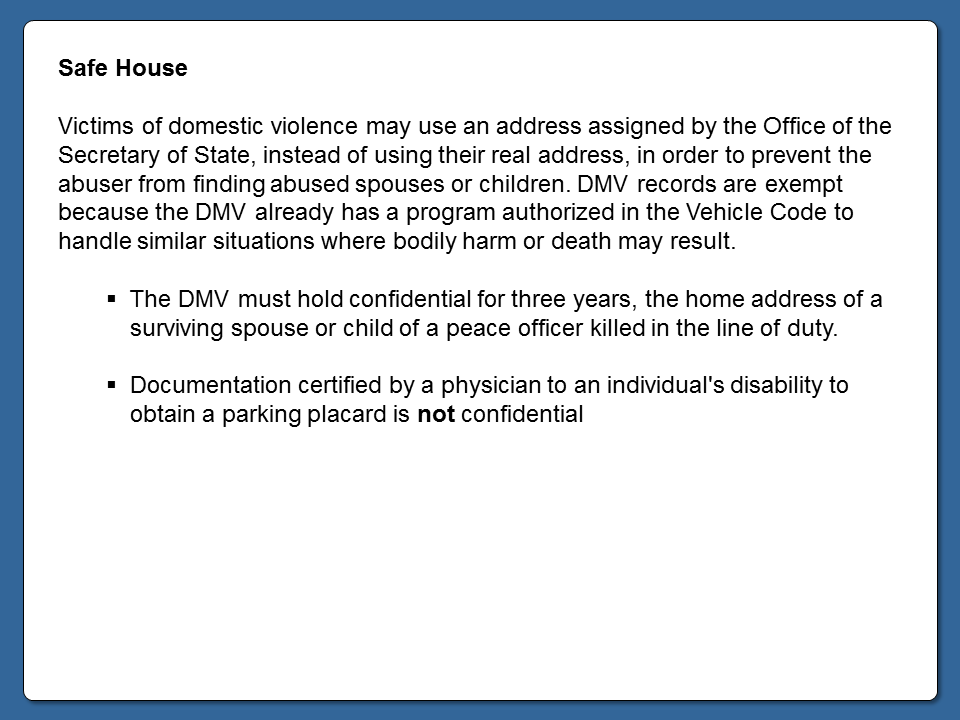 Safe House
Victims of domestic violence may use an address assigned by the Office of the
Secretary of State, instead of using their real address, in order to prevent the
abuser from finding abused spouses or children. DMV records are exempt
because the DMV already has a program authorized in the Vehicle Code to
handle similar situations where bodily harm or death may result.
▪ The DMV must hold confidential for three years, the home address of a
surviving spouse or child of a peace officer killed in the line of duty.
▪ Documentation certified by a physician to an individual's disability to
obtain a parking placard is not confidential